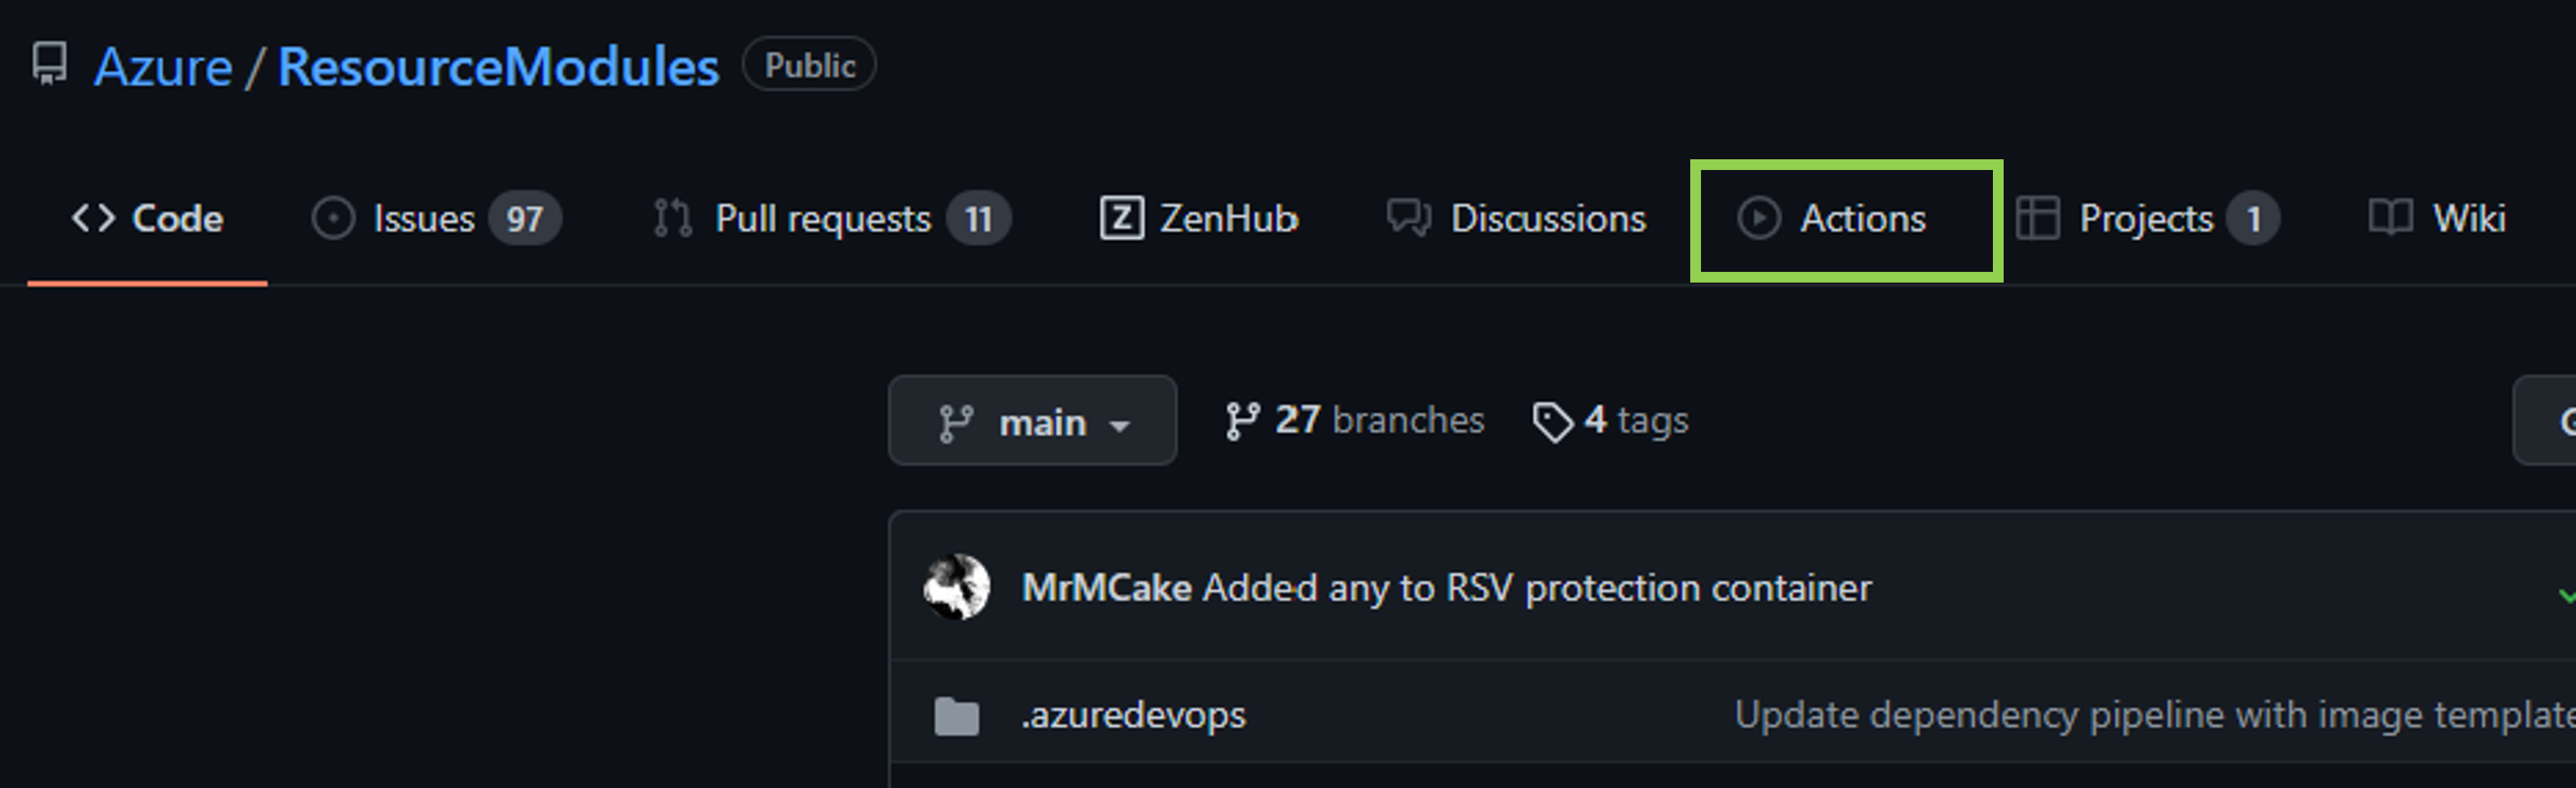 Azure / ResourceModules Public
Code Issues 97 Pull requests 11 ZenHub Discussions Actions Projects 1 Wiki
main 27 branches 4 tags
MrMCake Added any to RSV protection container
.azuredevops Update dependency pipeline with image template